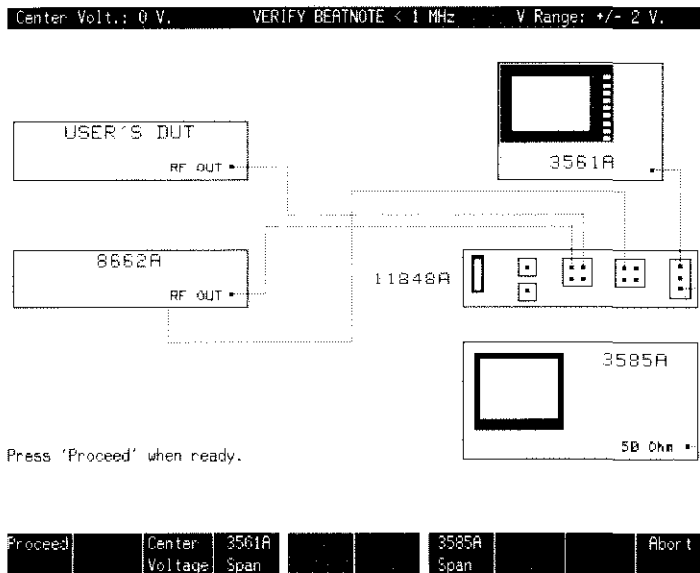 Center Volt.: 0 V. VERIFY BEATNOTE < 1 MHz V Range: +/- 2 V.
USER'S DUT
RF OUT
3561A
8662A
RF OUT
11848A
3585A
50 Ohm
Press 'Proceed' when ready.
Proceed Center Voltage 3561A Span 3585A Span Abort